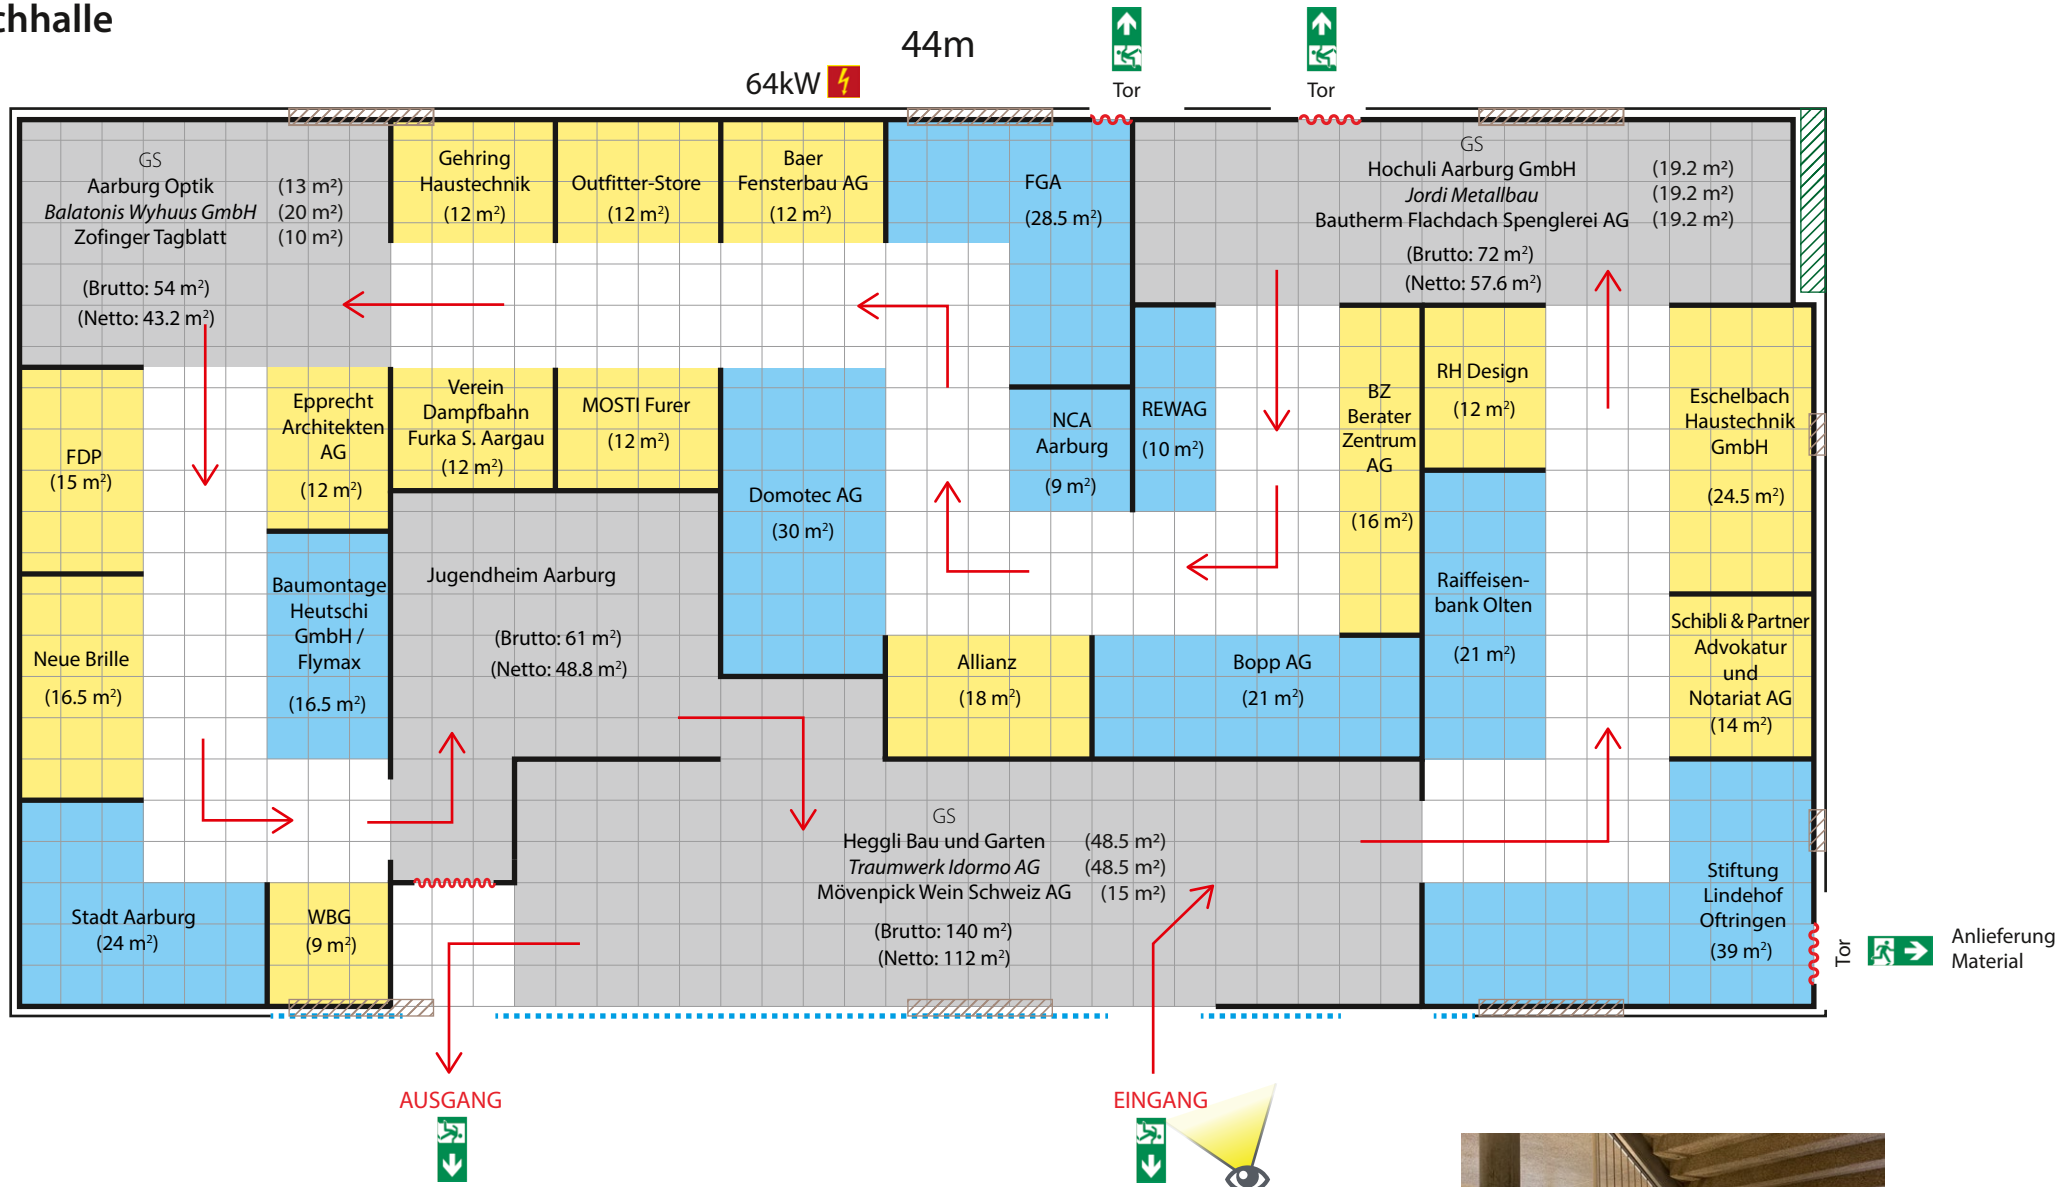 chhalle
44m
64kW
Tor
Tor
GS
Aarburg Optik (13 m²)
Balatonis Wyhuus GmbH (20 m²)
Zofinger Tagblatt (10 m²)
(Brutto: 54 m²)
(Netto: 43.2 m²)
Gehring
Haustechnik
(12 m²)
Outfitter-Store
(12 m²)
Baer
Fensterbau AG
(12 m²)
FGA
(28.5 m²)
GS
Hochuli Aarburg GmbH (19.2 m²)
Jordi Metallbau (19.2 m²)
Bautherm Flachdach Spenglerei AG (19.2 m²)
(Brutto: 72 m²)
(Netto: 57.6 m²)
FDP
(15 m²)
Epprecht
Architekten
AG
(12 m²)
Verein
Dampfbahn
Furka S. Aargau
(12 m²)
MOSTI Furer
(12 m²)
Domotec AG
(30 m²)
NCA
Aarburg
(9 m²)
REWAG
(10 m²)
BZ
Berater
Zentrum
AG
(16 m²)
RH Design
(12 m²)
Eschelbach
Haustechnik
GmbH
(24.5 m²)
Neue Brille
(16.5 m²)
Baumontage
Heutschi
GmbH /
Flymax
(16.5 m²)
Jugendheim Aarburg
(Brutto: 61 m²)
(Netto: 48.8 m²)
Allianz
(18 m²)
Bopp AG
(21 m²)
Raiffeisen-
bank Olten
(21 m²)
Schibli & Partner
Advokatur
und
Notariat AG
(14 m²)
Stadt Aarburg
(24 m²)
WBG
(9 m²)
GS
Heggli Bau und Garten (48.5 m²)
Traumwerk Idormo AG (48.5 m²)
Mövenpick Wein Schweiz AG (15 m²)
(Brutto: 140 m²)
(Netto: 112 m²)
Stiftung
Lindehof
Oftringen
(39 m²)
Tor
Anlieferung
Material
AUSGANG
EINGANG